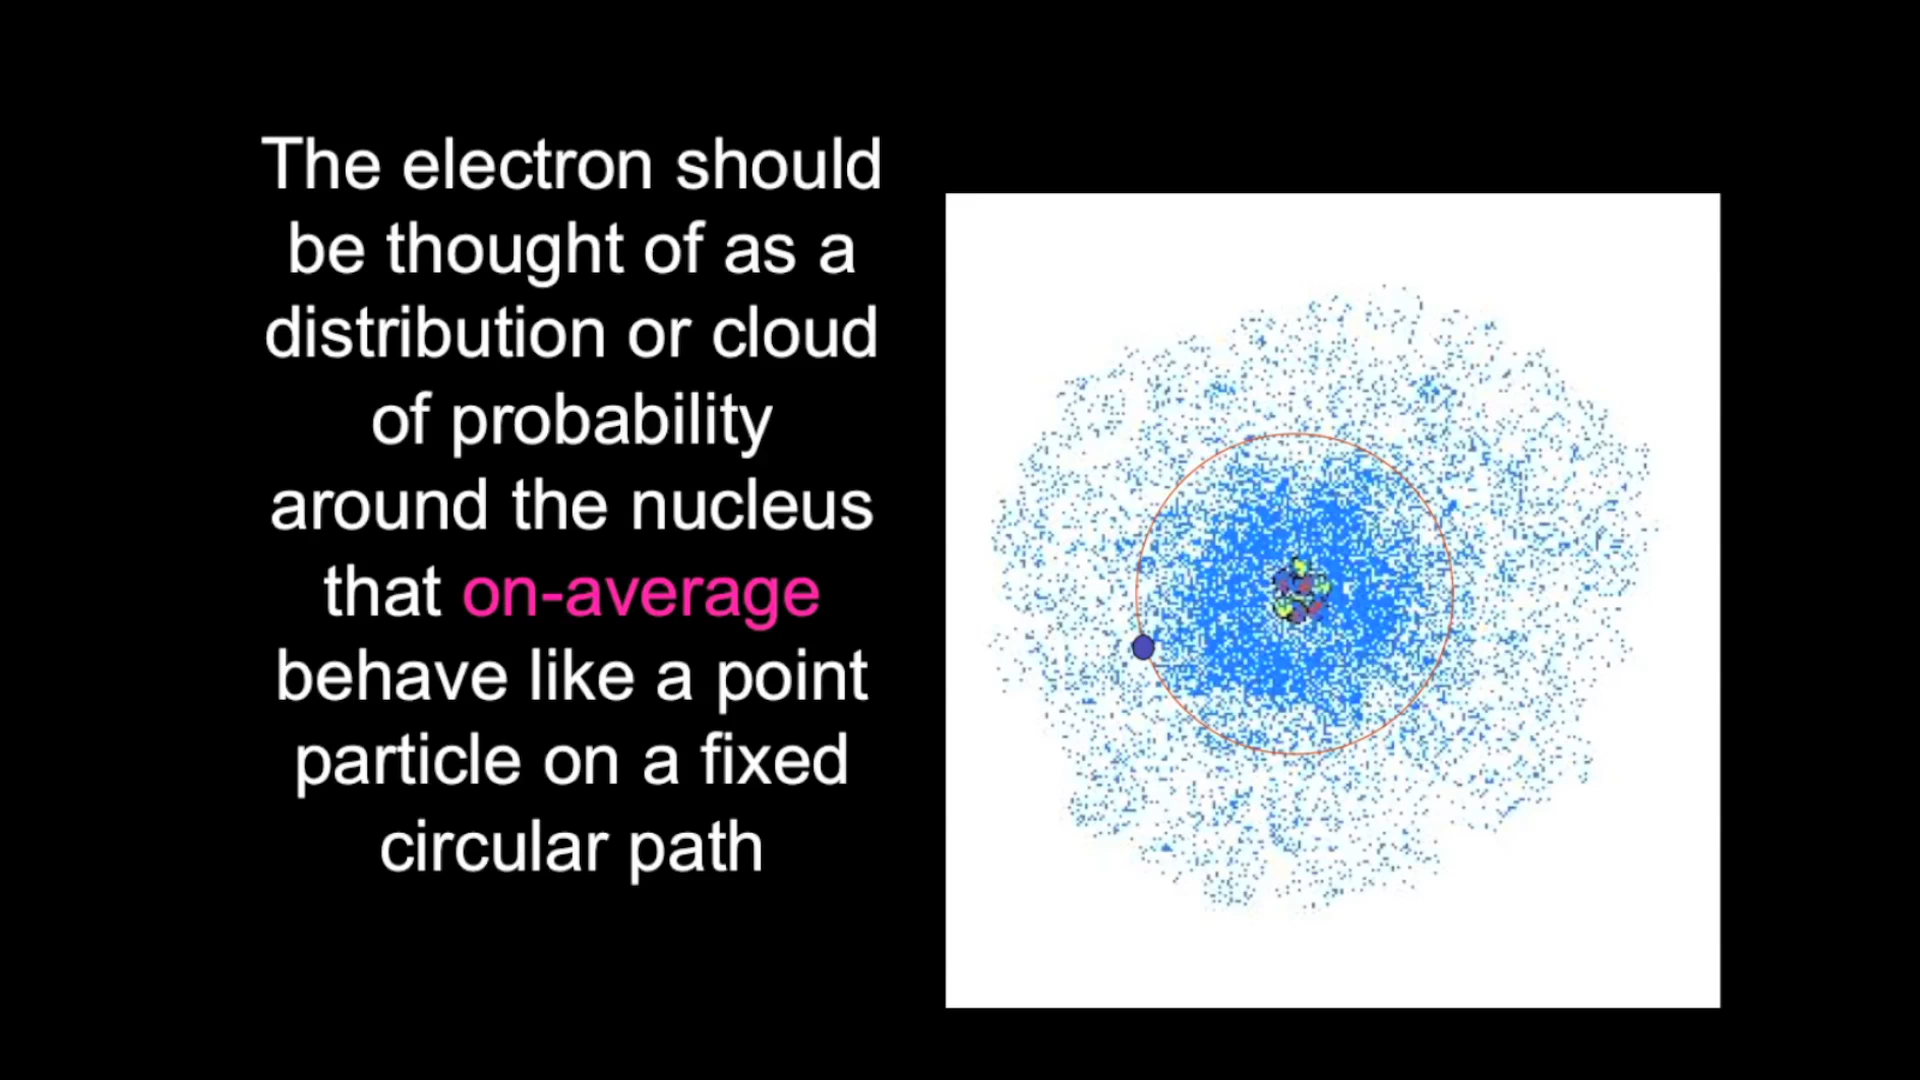 The electron should
be thought of as a
distribution or cloud
of probability
around the nucleus
that on-average
behave like a point
particle on a fixed
circular path